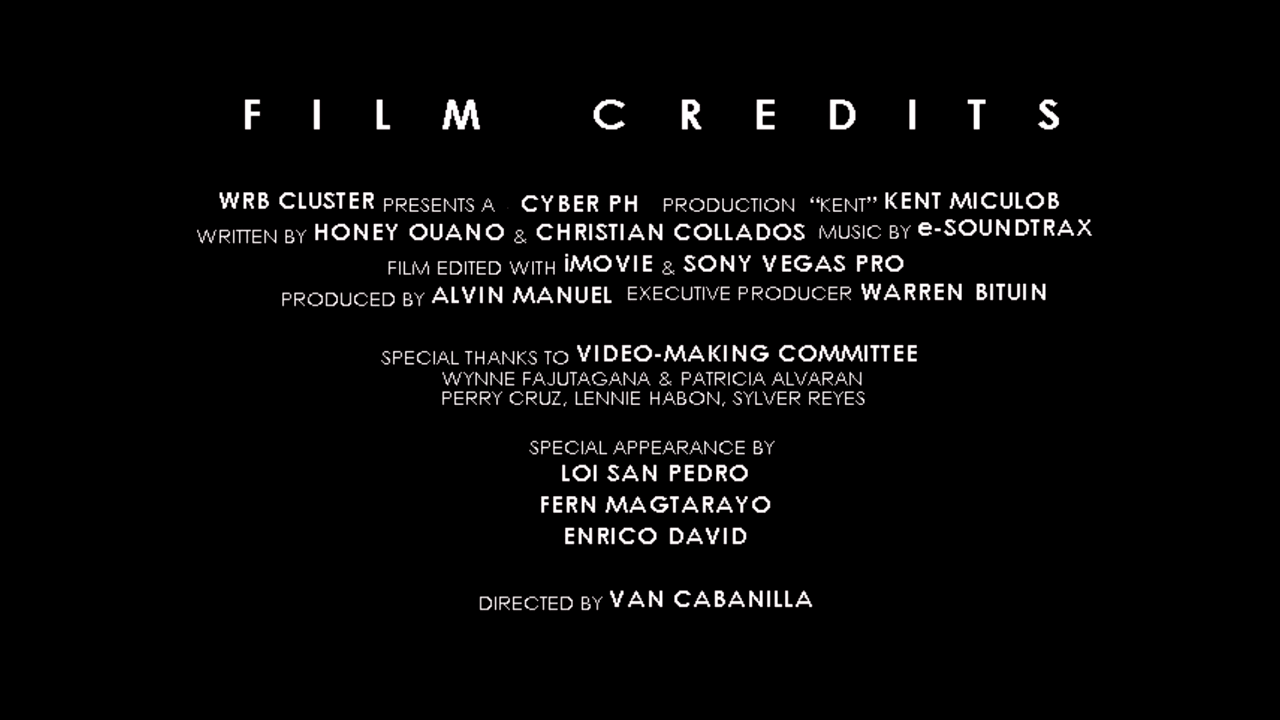 FILM CREDITS
WRB CLUSTER PRESENTS A CYBER PH PRODUCTION “KENT” KENT MICULOB
WRITTEN BY HONEY OUANO & CHRISTIAN COLLADOS MUSIC BY e-SOUNDTRAX
FILM EDITED WITH iMOVIE & SONY VEGAS PRO
PRODUCED BY ALVIN MANUEL EXECUTIVE PRODUCER WARREN BITUIN
SPECIAL THANKS TO VIDEO-MAKING COMMITTEE
WYNNE FAJUTAGANA & PATRICIA ALVARAN
PERRY CRUZ, LENNIE HABON, SYLVER REYES
SPECIAL APPEARANCE BY
LOI SAN PEDRO
FERN MAGTARAYO
ENRICO DAVID
DIRECTED BY VAN CABANILLA